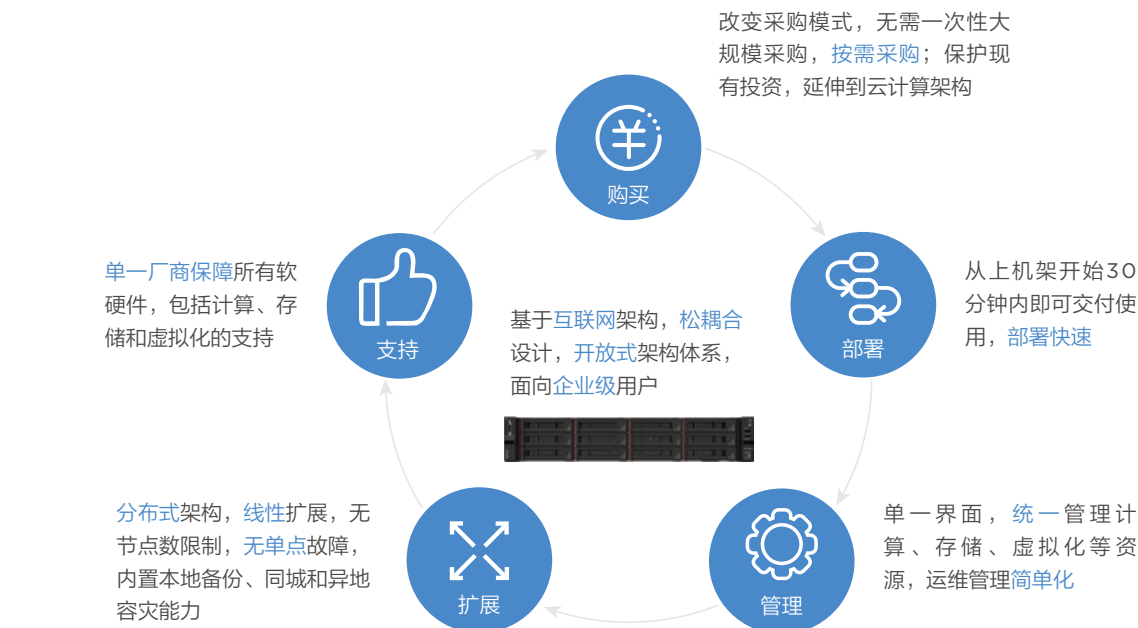 改变采购模式，无需一次性大
规模采购，按需采购；保护现
有投资，延伸到云计算架构
购买
单一厂商保障所有软
硬件，包括计算、存
储和虚拟化的支持
支持
基于互联网架构，松耦合
设计，开放式架构体系，
面向企业级用户
部署
从上机架开始30
分钟内即可交付使
用，部署快速
分布式架构，线性扩展，无
节点数限制，无单点故障，
内置本地备份、同城和异地
容灾能力
扩展
管理
单一界面，统一管理计
算、存储、虚拟化等资
源，运维管理简单化